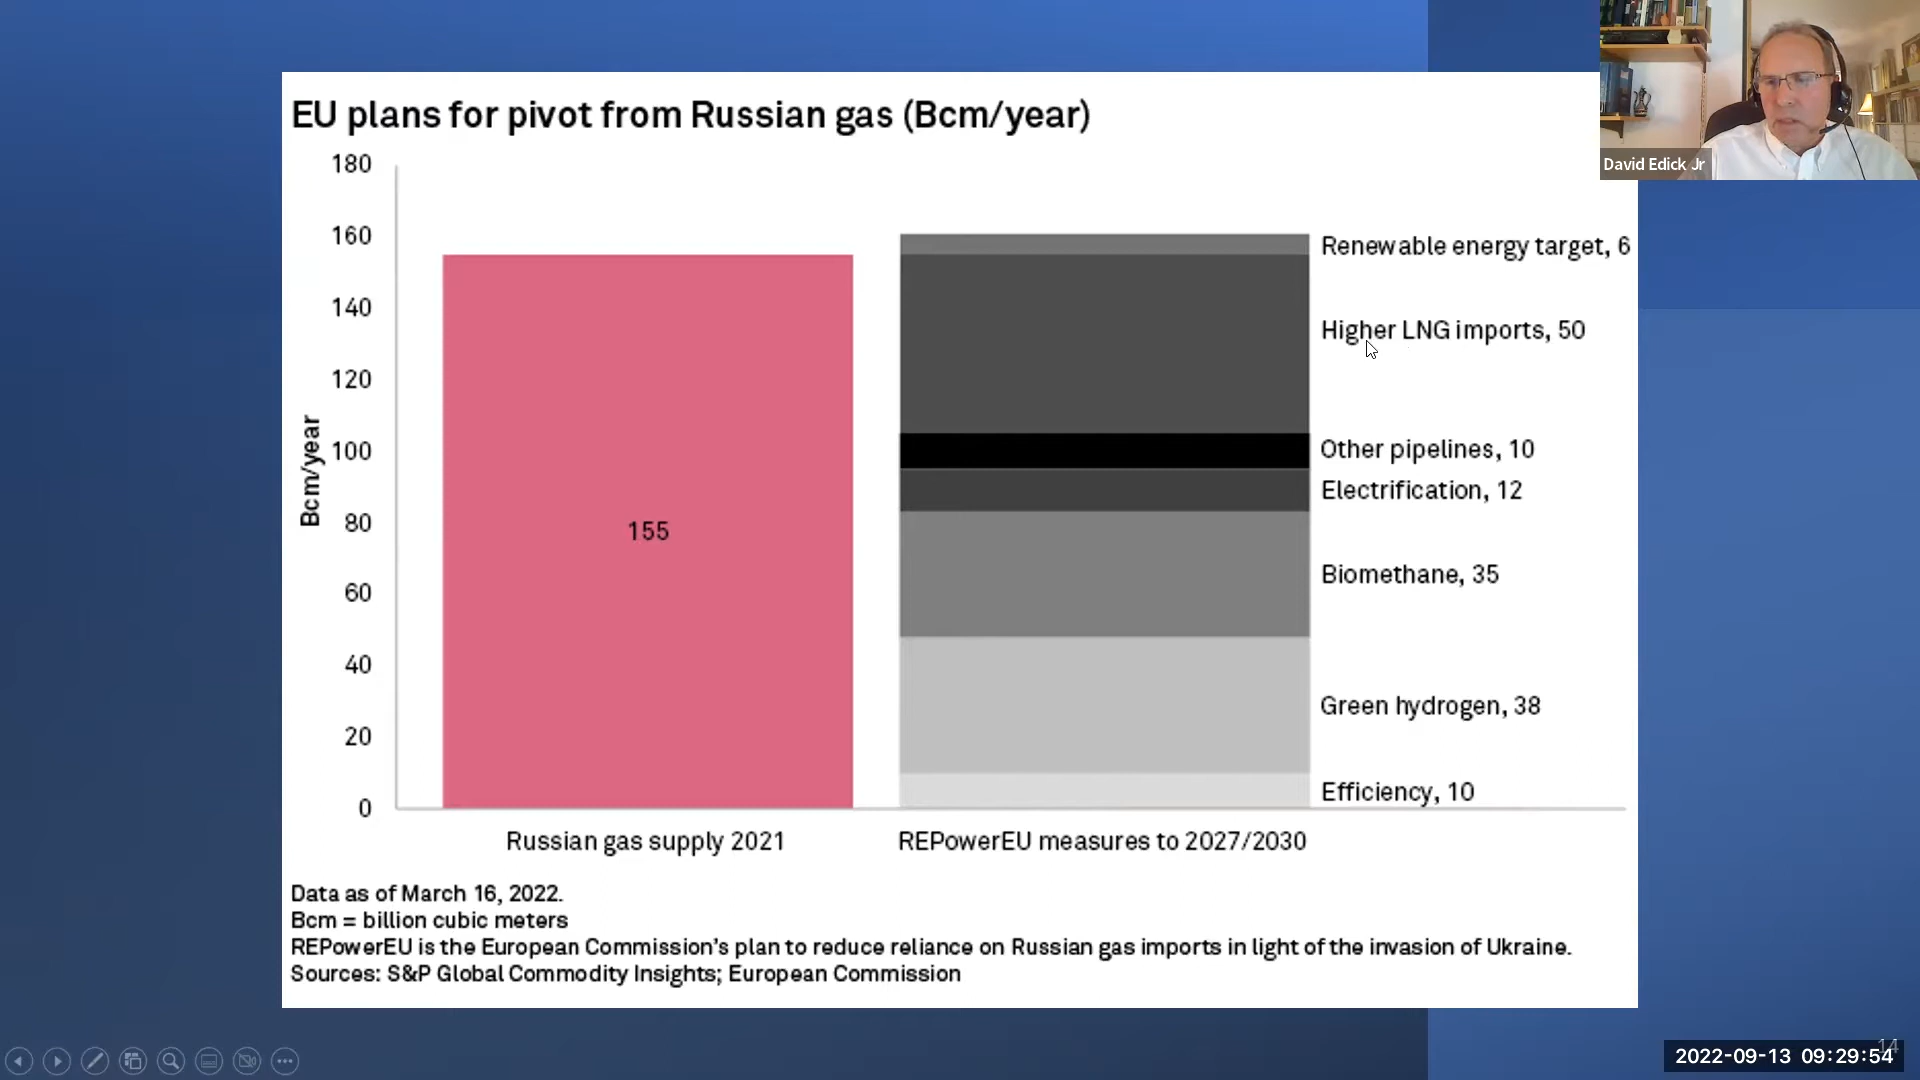 David Edick Jr
EU plans for pivot from Russian gas (Bcm/year)
180
160
140
120
100
80
60
40
20
0
Bcm/year
155
Renewable energy target, 6
Higher LNG imports, 50
Other pipelines, 10
Electrification, 12
Biomethane, 35
Green hydrogen, 38
Efficiency, 10
Russian gas supply 2021
REPowerEU measures to 2027/2030
Data as of March 16, 2022.
Bcm = billion cubic meters
REPowerEU is the European Commission's plan to reduce reliance on Russian gas imports in light of the invasion of Ukraine.
Sources: S&P Global Commodity Insights; European Commission
14
2022-09-13 09:29:54